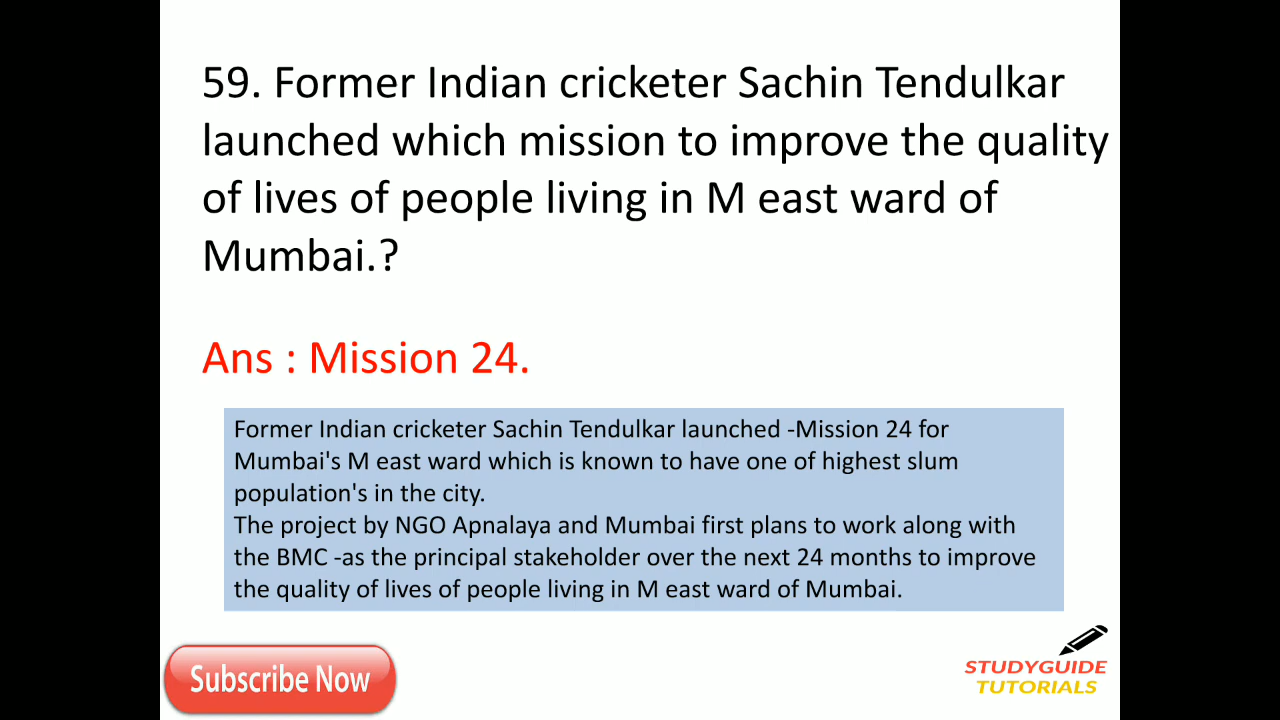 59. Former Indian cricketer Sachin Tendulkar
launched which mission to improve the quality
of lives of people living in M east ward of
Mumbai.?
Ans : Mission 24.
Former Indian cricketer Sachin Tendulkar launched -Mission 24 for
Mumbai's M east ward which is known to have one of highest slum
population's in the city.
The project by NGO Apnalaya and Mumbai first plans to work along with
the BMC -as the principal stakeholder over the next 24 months to improve
the quality of lives of people living in M east ward of Mumbai.
Subscribe Now
STUDYGUIDE
TUTORIALS